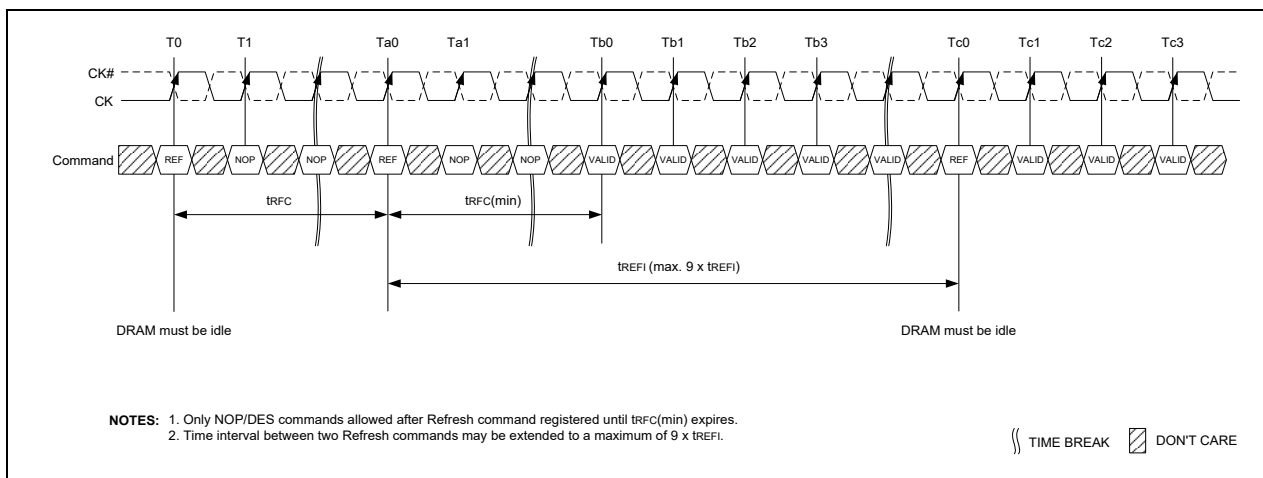 T0 T1 Ta0 Ta1 Tb0 Tb1 Tb2 Tb3 Tc0 Tc1 Tc2 Tc3
CK#
CK
Command REF NOP NOP REF NOP NOP VALID VALID VALID VALID VALID REF VALID VALID VALID
tRFC tRFC(min)
tREFI (max. 9 x tREFI)
DRAM must be idle DRAM must be idle
NOTES: 1. Only NOP/DES commands allowed after Refresh command registered until tRFC(min) expires.
2. Time interval between two Refresh commands may be extended to a maximum of 9 x tREFI.
TIME BREAK DON'T CARE